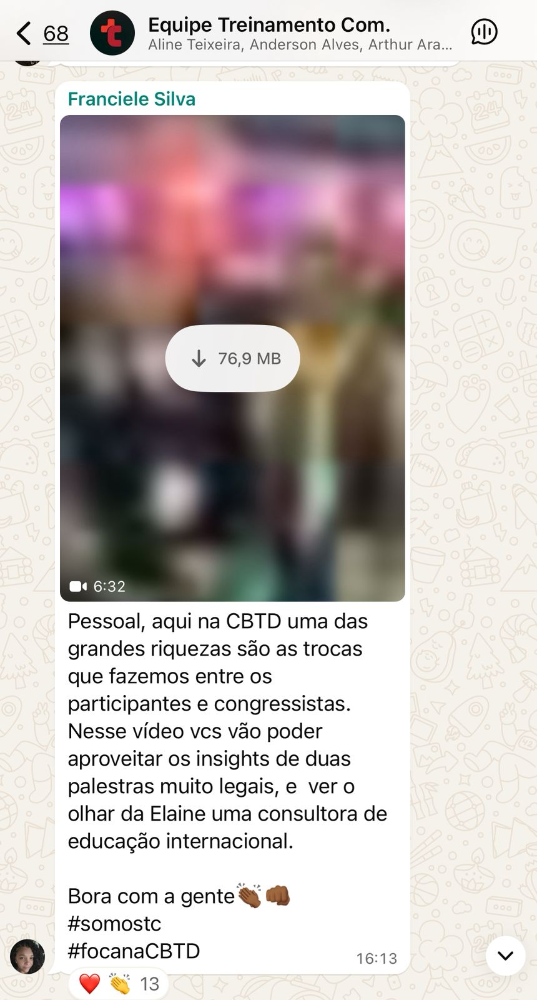 68
Equipe Treinamento Com.
Aline Teixeira, Anderson Alves, Arthur Ara...
Franciele Silva
76,9 MB
6:32
Pessoal, aqui na CBTD uma das
grandes riquezas são as trocas
que fazemos entre os
participantes e congressistas.
Nesse vídeo vcs vão poder
aproveitar os insights de duas
palestras muito legais, e  ver o
olhar da Elaine uma consultora de
educação internacional.
Bora com a gente👏🏾👊🏾
#somostc
#focanaCBTD
16:13
❤️ 👏 13